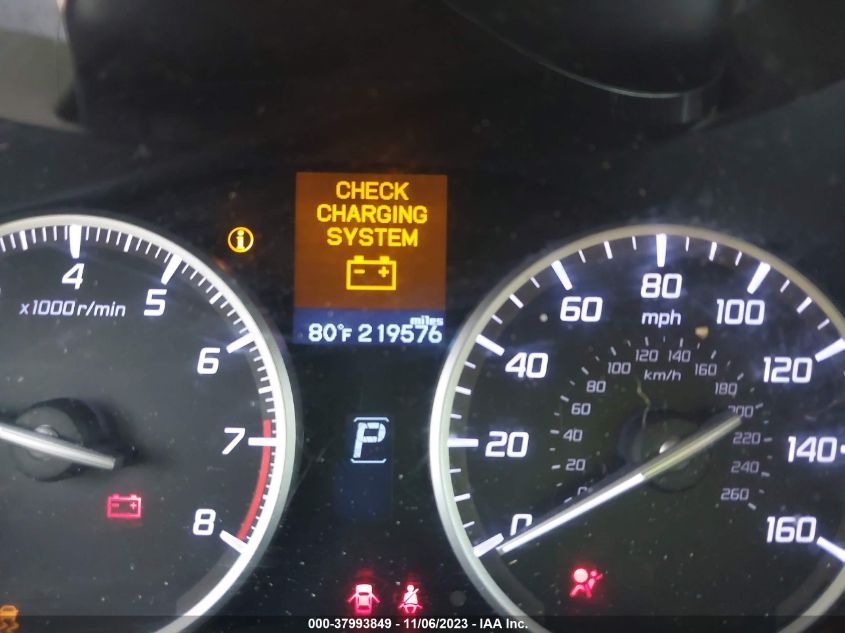 CHECK
CHARGING
SYSTEM
miles
80°F 219576
P
4
5
6
7
8
x1000r/min
0
20
40
60
80
100
120
140
160
mph
0
20
40
60
80
100
120
140
160
180
200
220
240
260
km/h
000-37993849 - 11/06/2023 - IAA Inc.